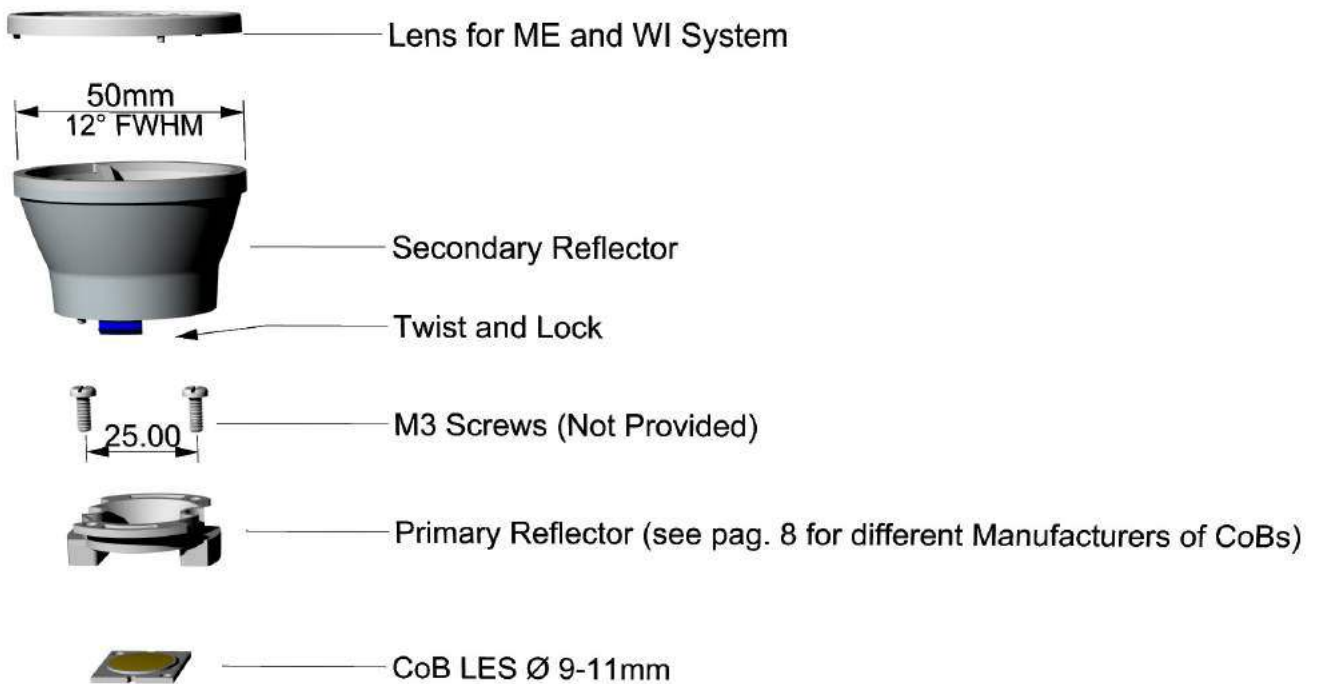 Lens for ME and WI System
50mm
12° FWHM
Secondary Reflector
Twist and Lock
M3 Screws (Not Provided)
25.00
Primary Reflector (see pag. 8 for different Manufacturers of CoBs)
CoB LES Ø 9-11mm